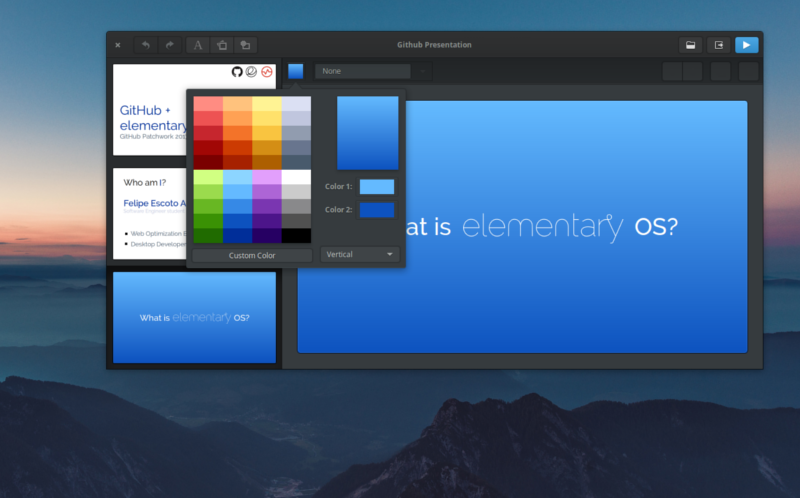 Github Presentation
A
None
GitHub +
elementary
GitHub Patchwork 201
Who am I?
Felipe Escoto A
Web Optimization E
Desktop Developer
What is elementary OS?
Custom Color
Color 1:
Color 2:
Vertical
at is elementary OS?